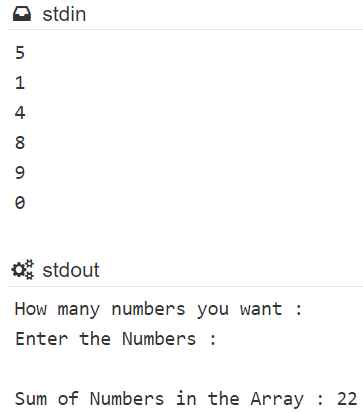 stdin
5
1
4
8
9
0
stdout
How many numbers you want :
Enter the Numbers :
Sum of Numbers in the Array : 22